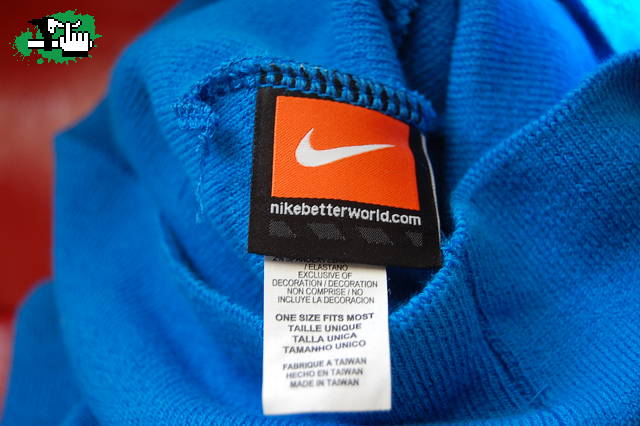 nikebetterworld.com
/ ELASTANO
EXCLUSIVE OF
DECORATION / DECORATION
NON COMPRISE / NO
INCLUYE LA DECORACION
ONE SIZE FITS MOST
TAILLE UNIQUE
TALLA UNICA
TAMANHO UNICO
FABRIQUE A TAIWAN
HECHO EN TAIWAN
MADE IN TAIWAN